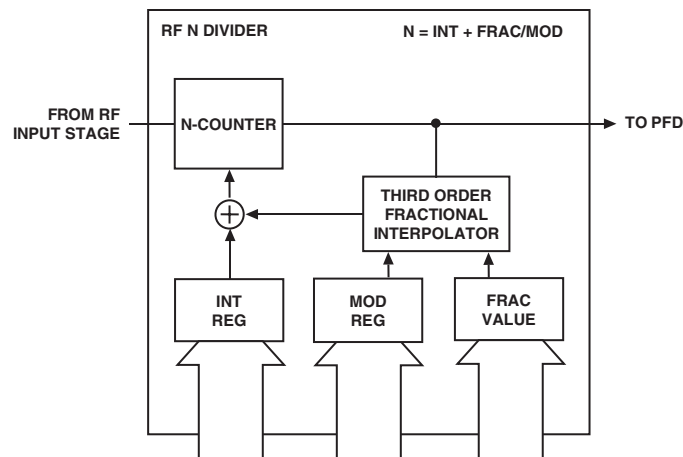 RF N DIVIDER
N = INT + FRAC/MOD
FROM RF
INPUT STAGE
N-COUNTER
TO PFD
THIRD ORDER
FRACTIONAL
INTERPOLATOR
INT
REG
MOD
REG
FRAC
VALUE